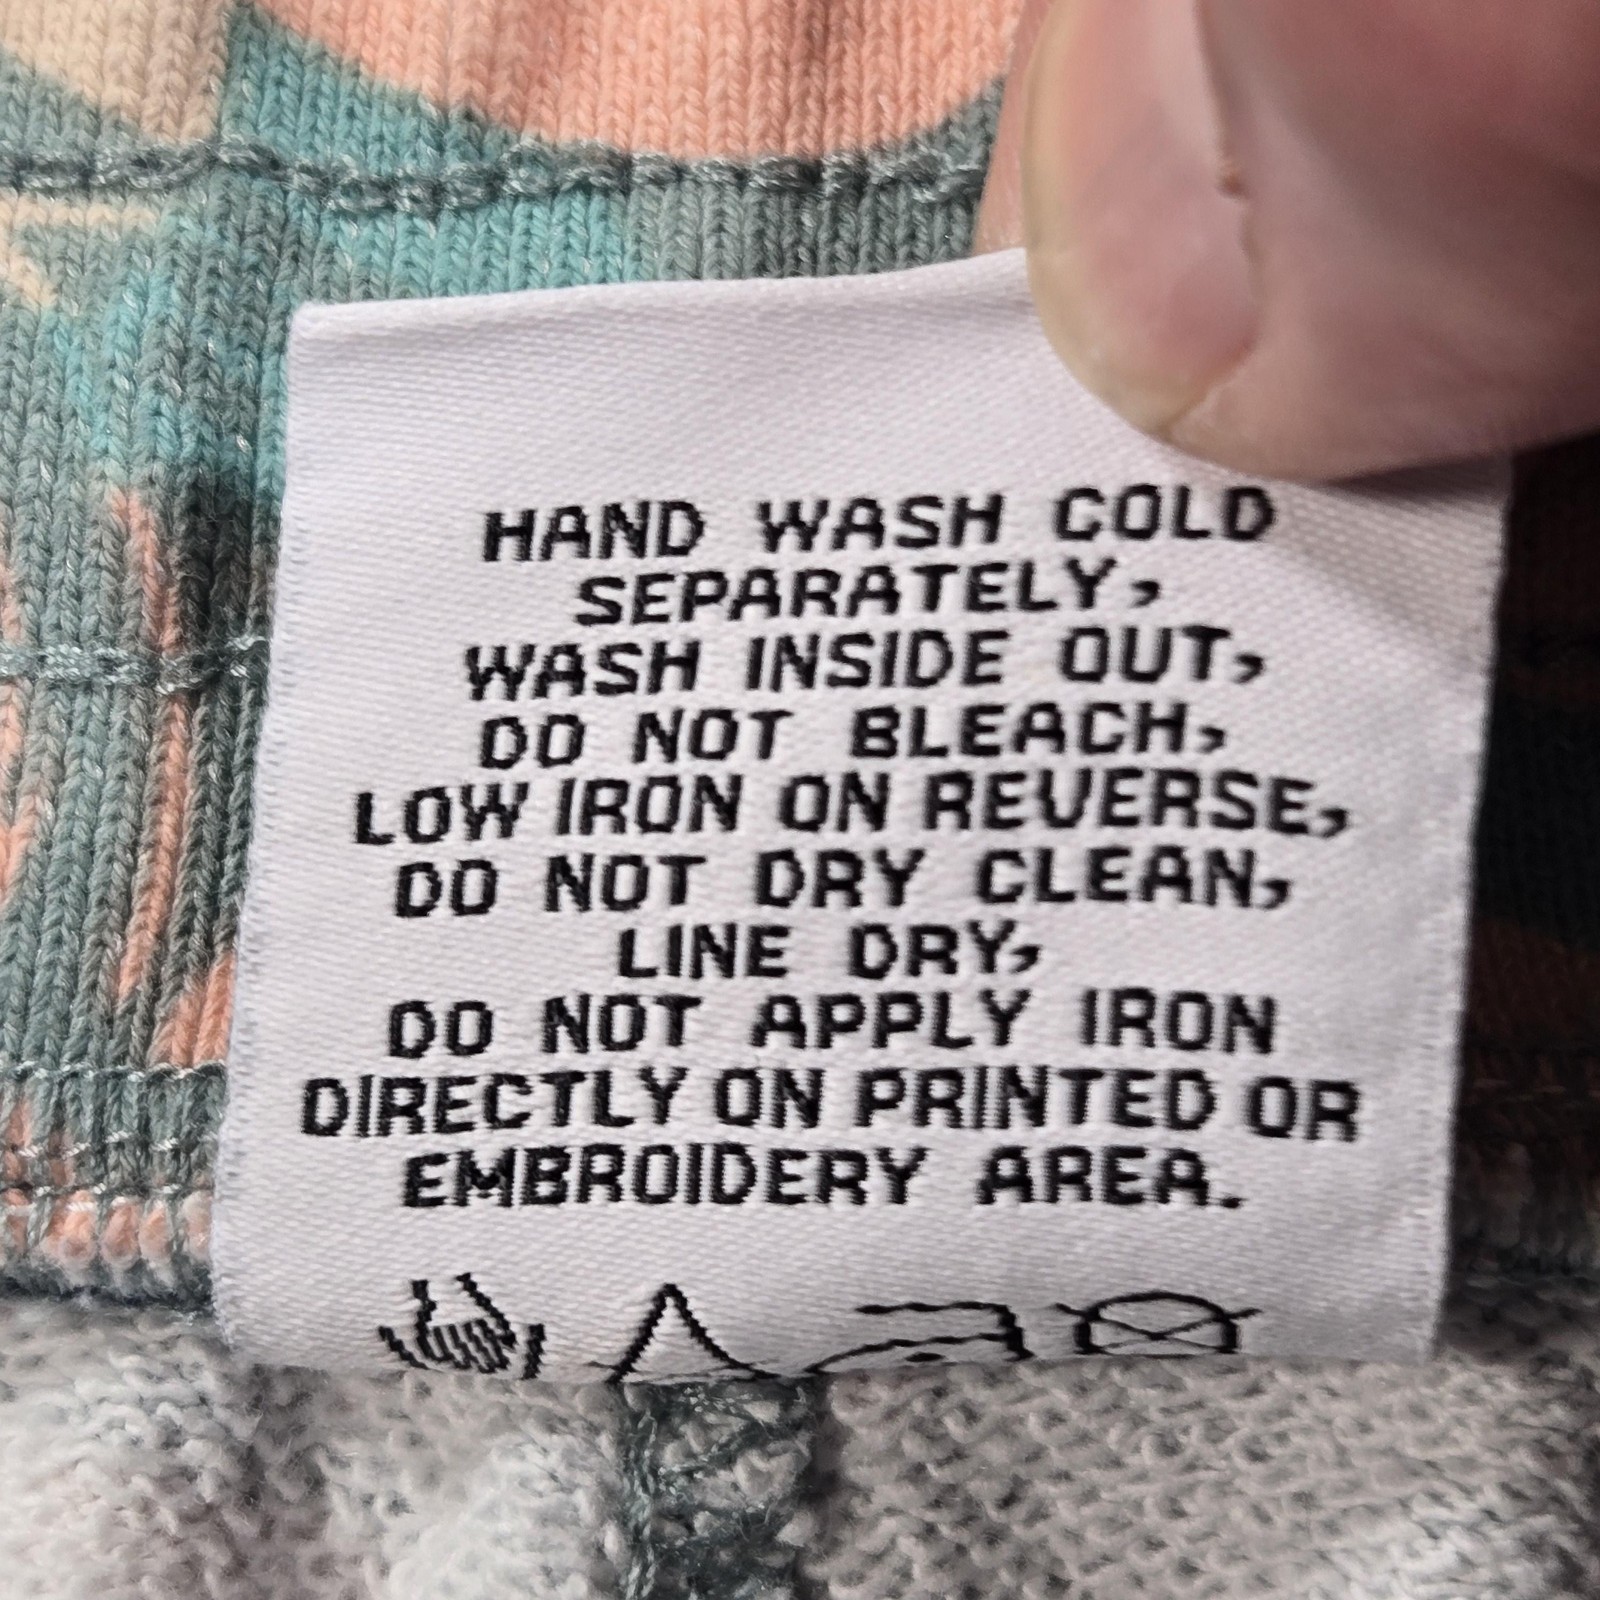 HAND WASH COLD
SEPARATELY,
WASH INSIDE OUT,
DO NOT BLEACH,
LOW IRON ON REVERSE,
DO NOT DRY CLEAN,
LINE DRY,
DO NOT APPLY IRON
DIRECTLY ON PRINTED OR
EMBROIDERY AREA.